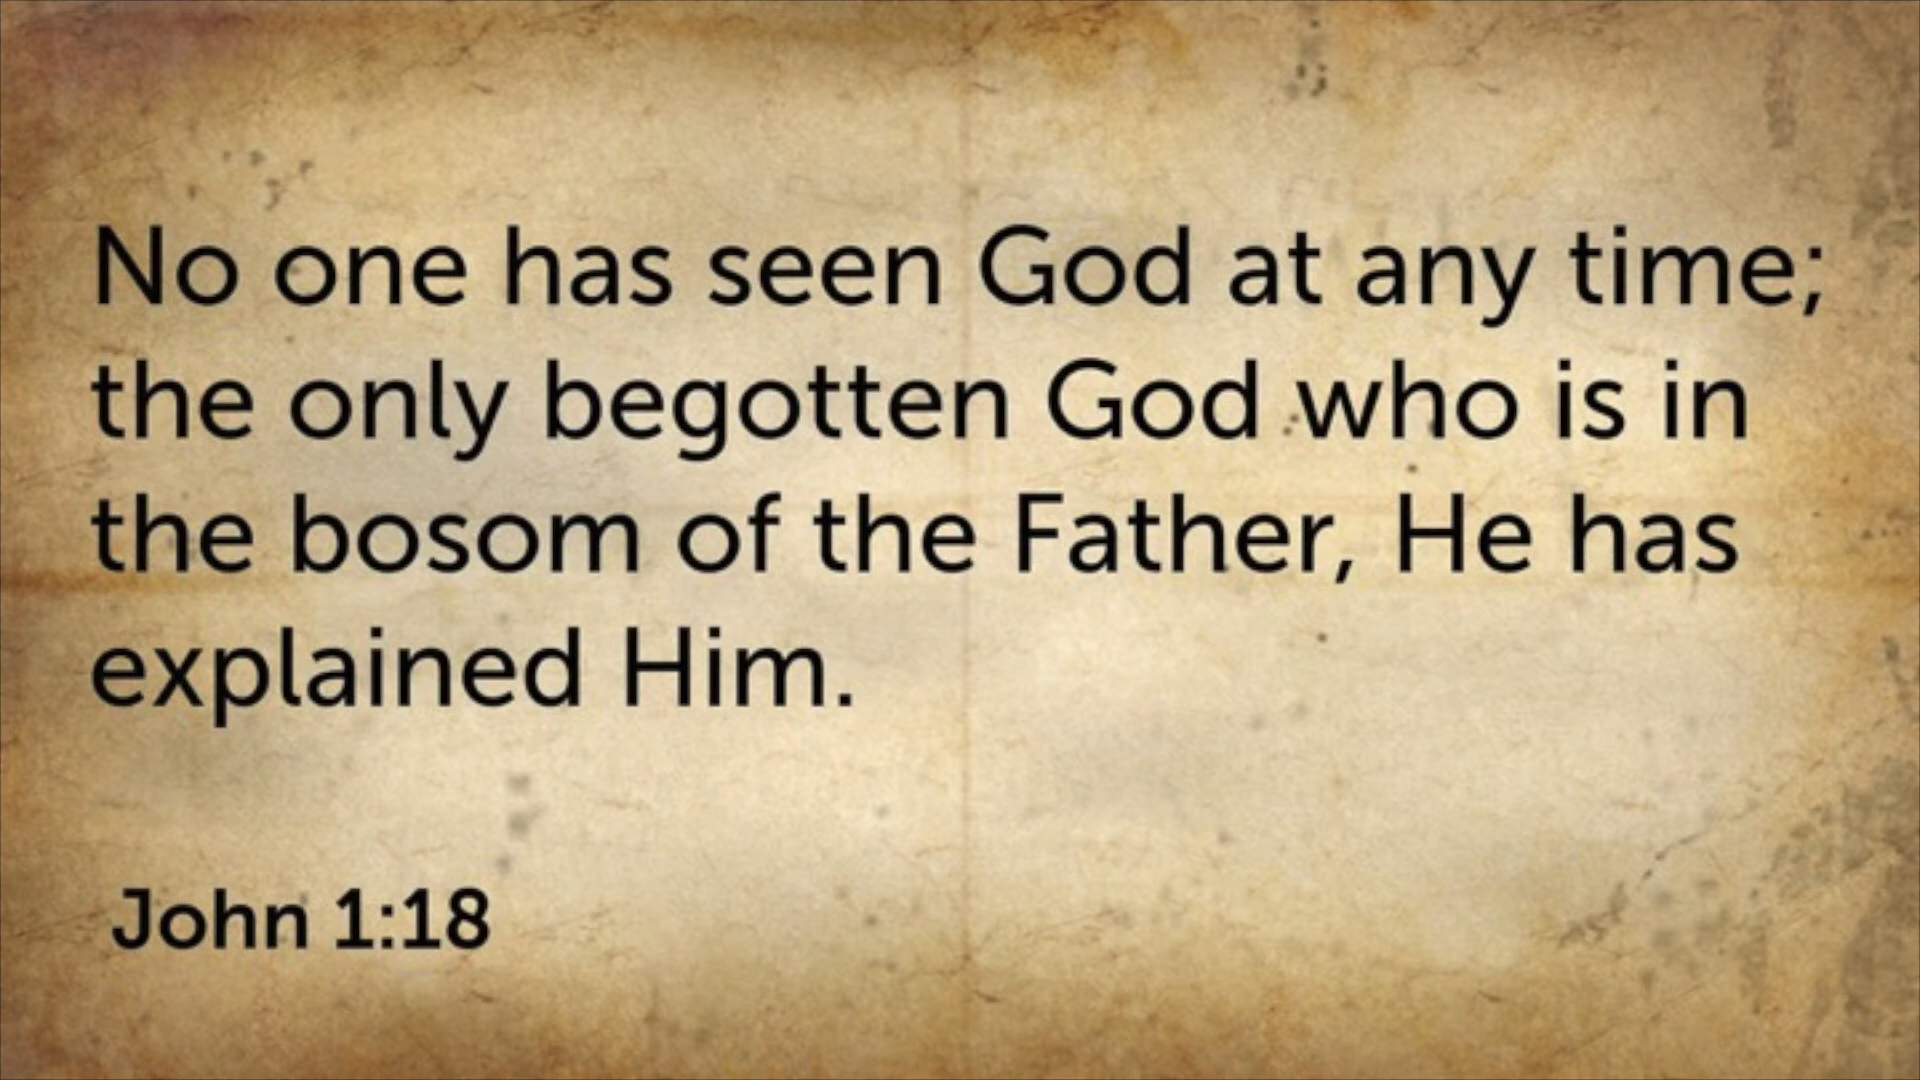 No one has seen God at any time;
the only begotten God who is in
the bosom of the Father, He has
explained Him.
John 1:18